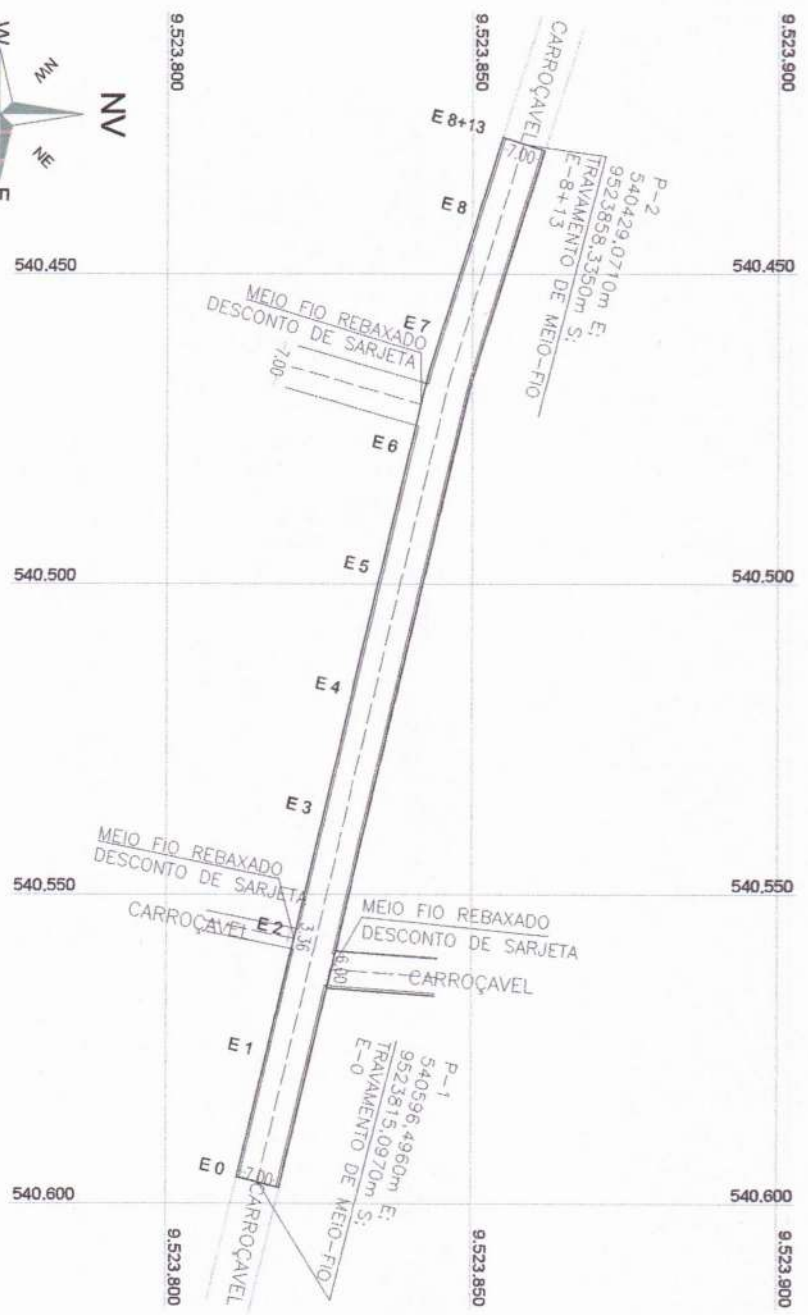 9.523.800
9.523.850
9.523.900
CARROÇAVEL
E 8+13
-7.00-
P-2
540429,0710m E;
9523858,3350m S;
TRAVAMENTO DE MEIO-FIO
E-8+13
E 8
NV
W
NW
NE
E
540.450
540.450
MEIO FIO REBAXADO
DESCONTO DE SARJETA
E 7
-7.00-
E 6
540.500
540.500
E 5
E 4
E 3
MEIO FIO REBAXADO
DESCONTO DE SARJETA
540.550
540.550
CARROÇAVEL
E 2
3.36
MEIO FIO REBAXADO
DESCONTO DE SARJETA
6.00
CARROÇAVEL
E 1
P-1
540596,4960m E;
9523815,0970m S;
TRAVAMENTO DE MEIO-FIO
E-0
E 0
-7.00-
CARROÇAVEL
540.600
540.600
9.523.800
9.523.850
9.523.900